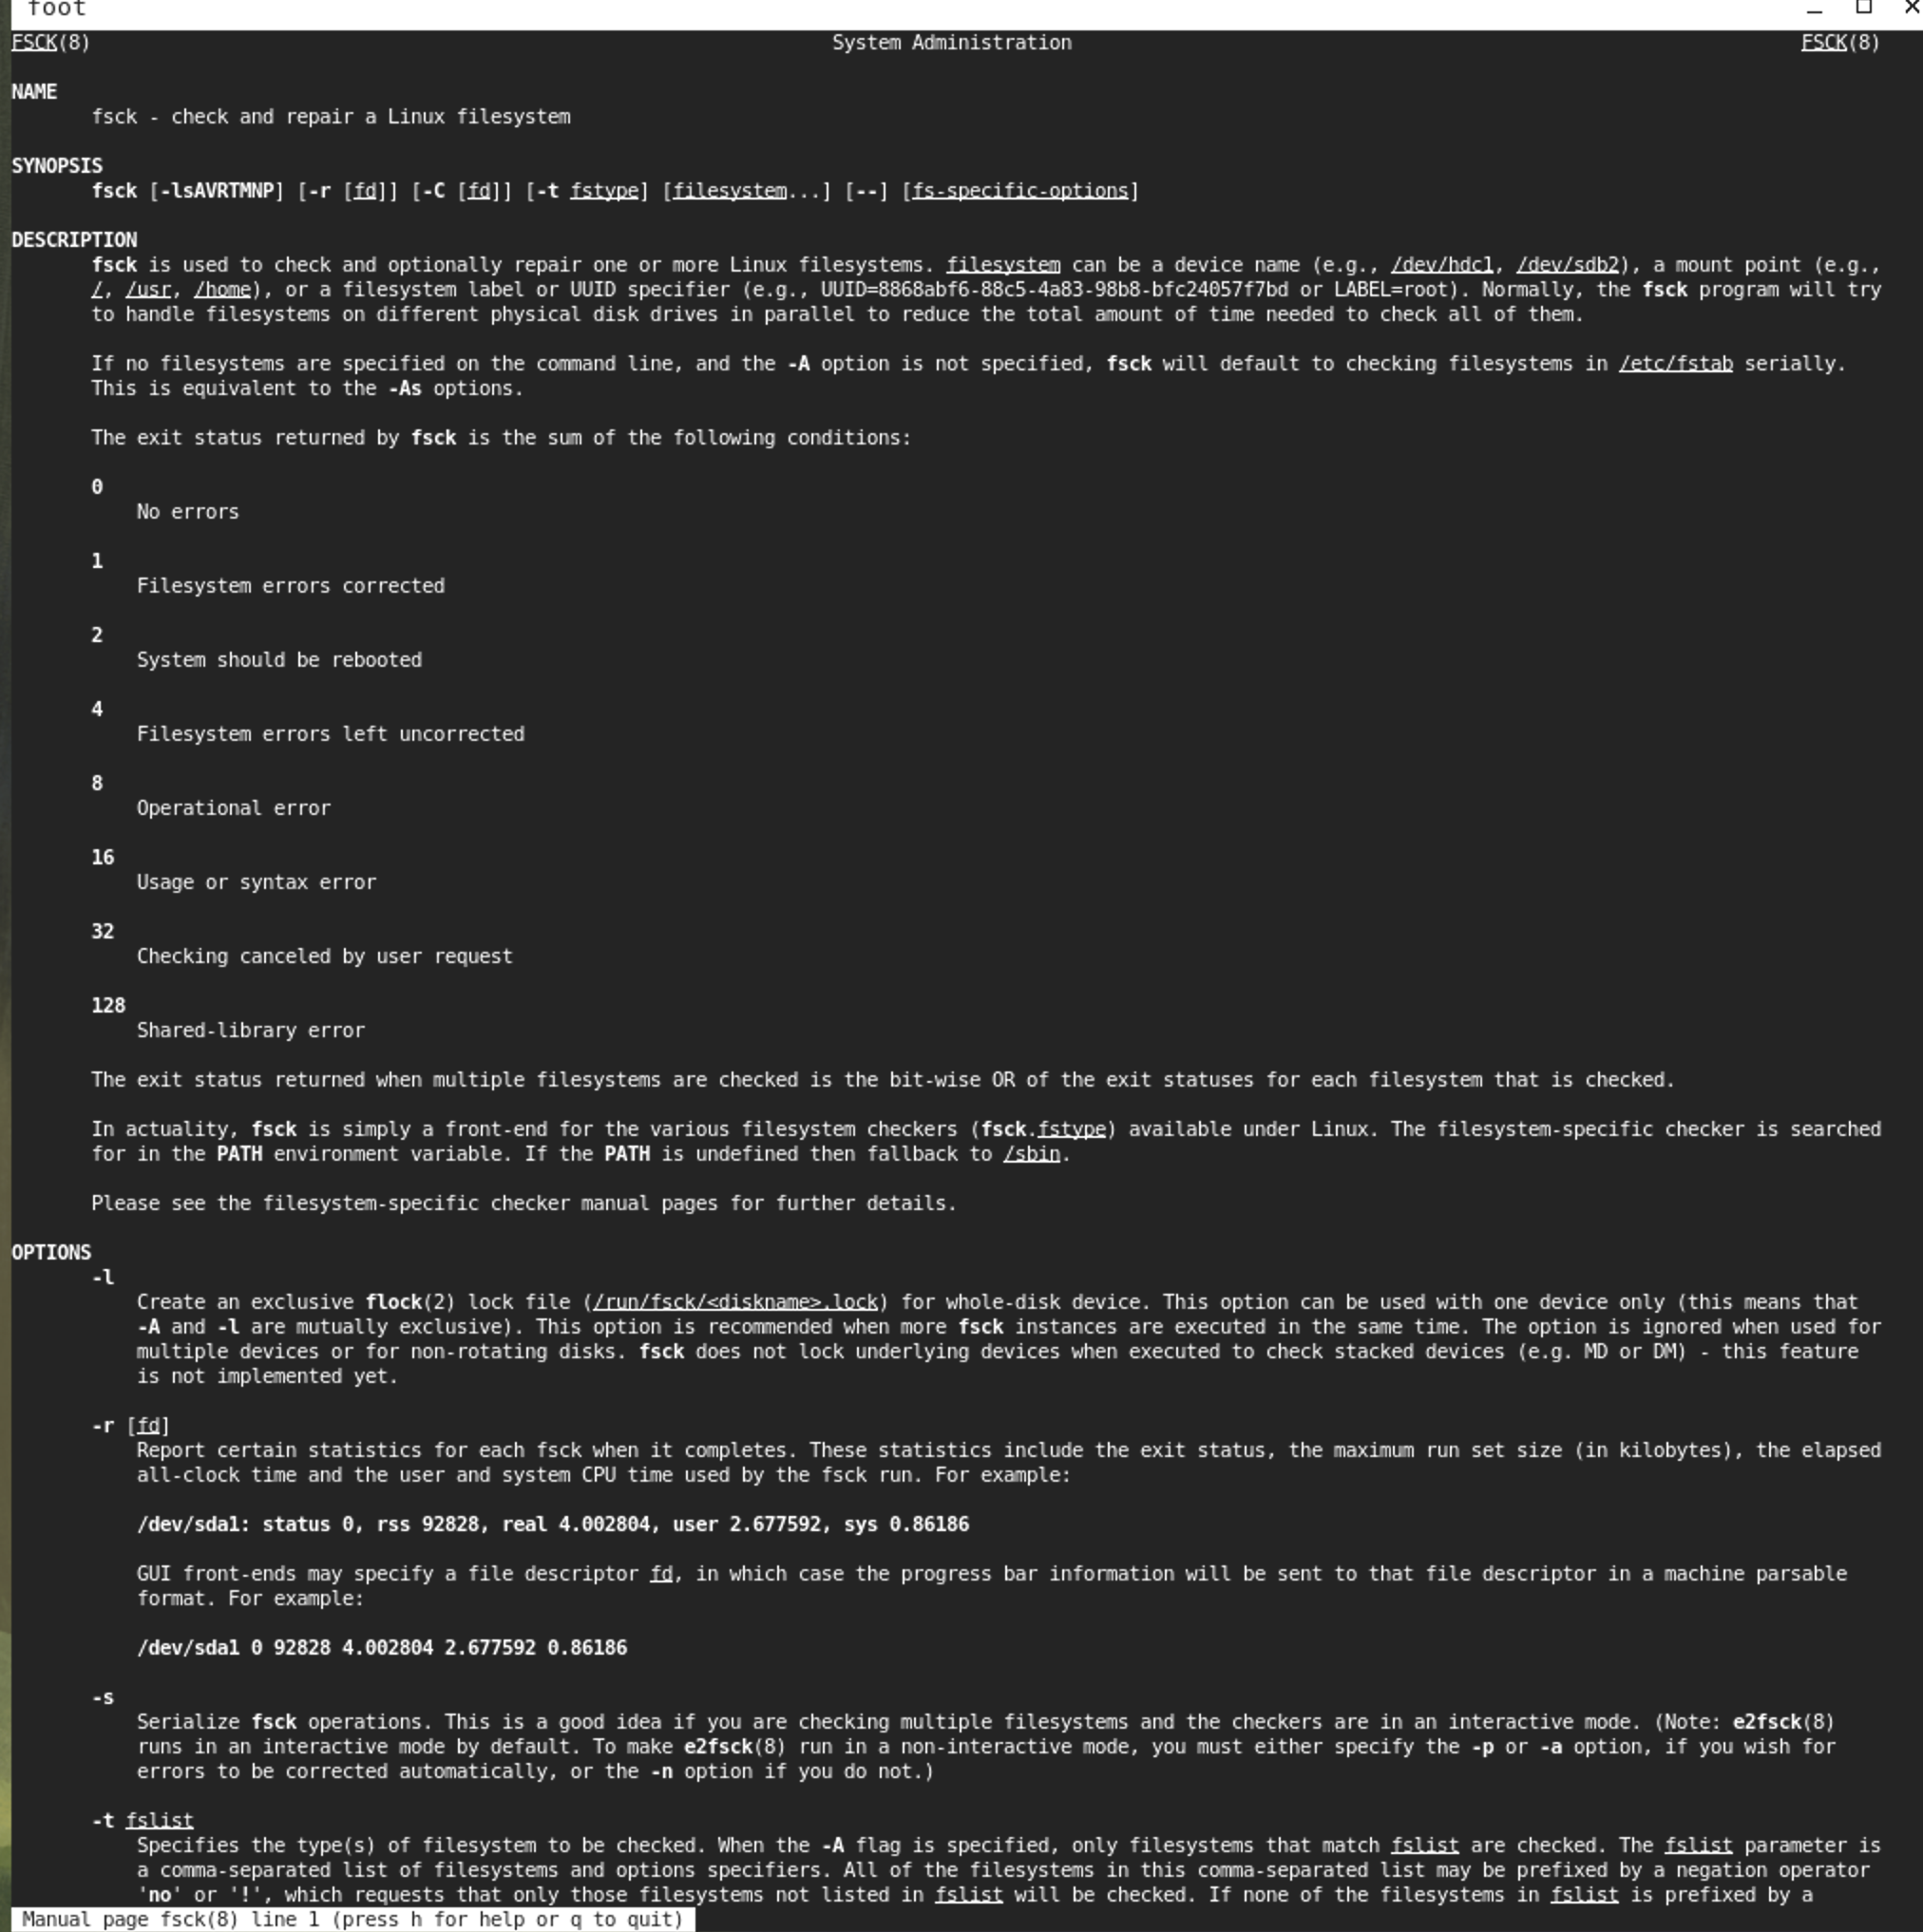 foot
FSCK(8) System Administration FSCK(8)
NAME
fsck - check and repair a Linux filesystem
SYNOPSIS
fsck [-lsAVRTMNP] [-r [fd]] [-C [fd]] [-t fstype] [filesystem...] [--] [fs-specific-options]
DESCRIPTION
fsck is used to check and optionally repair one or more Linux filesystems. filesystem can be a device name (e.g., /dev/hdc1, /dev/sdb2), a mount point (e.g.,
/, /usr, /home), or a filesystem label or UUID specifier (e.g., UUID=8868abf6-88c5-4a83-98b8-bfc24057f7bd or LABEL=root). Normally, the fsck program will try
to handle filesystems on different physical disk drives in parallel to reduce the total amount of time needed to check all of them.
If no filesystems are specified on the command line, and the -A option is not specified, fsck will default to checking filesystems in /etc/fstab serially.
This is equivalent to the -As options.
The exit status returned by fsck is the sum of the following conditions:
0
No errors
1
Filesystem errors corrected
2
System should be rebooted
4
Filesystem errors left uncorrected
8
Operational error
16
Usage or syntax error
32
Checking canceled by user request
128
Shared-library error
The exit status returned when multiple filesystems are checked is the bit-wise OR of the exit statuses for each filesystem that is checked.
In actuality, fsck is simply a front-end for the various filesystem checkers (fsck.fstype) available under Linux. The filesystem-specific checker is searched
for in the PATH environment variable. If the PATH is undefined then fallback to /sbin.
Please see the filesystem-specific checker manual pages for further details.
OPTIONS
-l
Create an exclusive flock(2) lock file (/run/fsck/<diskname>.lock) for whole-disk device. This option can be used with one device only (this means that
-A and -l are mutually exclusive). This option is recommended when more fsck instances are executed in the same time. The option is ignored when used for
multiple devices or for non-rotating disks. fsck does not lock underlying devices when executed to check stacked devices (e.g. MD or DM) - this feature
is not implemented yet.
-r [fd]
Report certain statistics for each fsck when it completes. These statistics include the exit status, the maximum run set size (in kilobytes), the elapsed
all-clock time and the user and system CPU time used by the fsck run. For example:
/dev/sda1: status 0, rss 92828, real 4.002804, user 2.677592, sys 0.86186
GUI front-ends may specify a file descriptor fd, in which case the progress bar information will be sent to that file descriptor in a machine parsable
format. For example:
/dev/sda1 0 92828 4.002804 2.677592 0.86186
-s
Serialize fsck operations. This is a good idea if you are checking multiple filesystems and the checkers are in an interactive mode. (Note: e2fsck(8)
runs in an interactive mode by default. To make e2fsck(8) run in a non-interactive mode, you must either specify the -p or -a option, if you wish for
errors to be corrected automatically, or the -n option if you do not.)
-t fslist
Specifies the type(s) of filesystem to be checked. When the -A flag is specified, only filesystems that match fslist are checked. The fslist parameter is
a comma-separated list of filesystems and options specifiers. All of the filesystems in this comma-separated list may be prefixed by a negation operator
'no' or '!', which requests that only those filesystems not listed in fslist will be checked. If none of the filesystems in fslist is prefixed by a
Manual page fsck(8) line 1 (press h for help or q to quit)